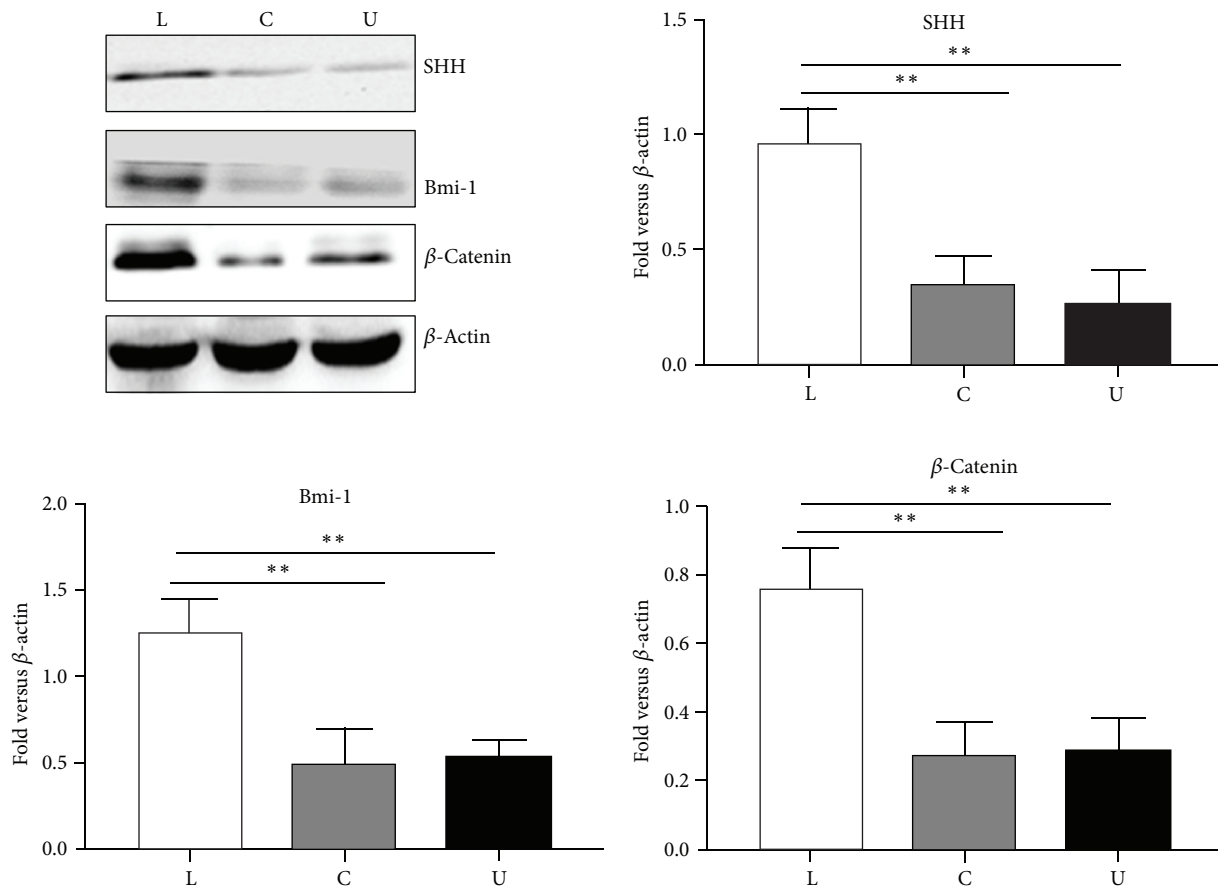 L C U
SHH
Bmi-1
β-Catenin
β-Actin
SHH
**
**
Fold versus β-actin
1.5
1.0
0.5
0.0
L C U
Bmi-1
**
**
Fold versus β-actin
2.0
1.5
1.0
0.5
0.0
L C U
β-Catenin
**
**
Fold versus β-actin
1.0
0.8
0.6
0.4
0.2
0.0
L C U